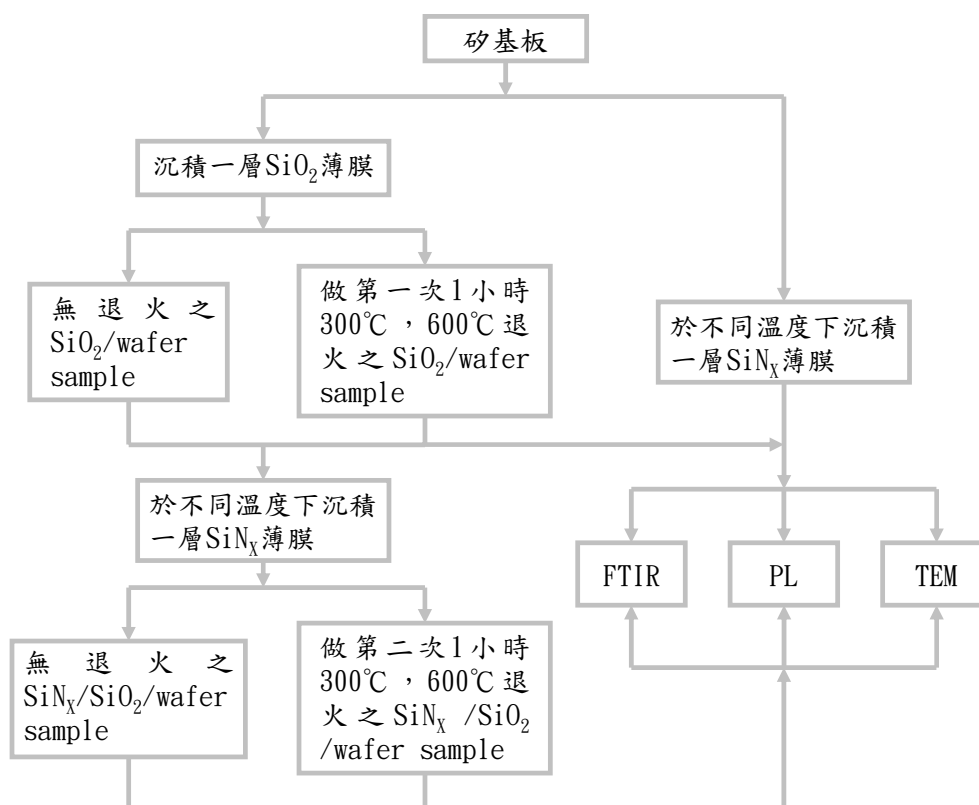 矽基板
沉積一層SiO₂薄膜
無退火之
SiO₂/wafer
sample
做第一次1小時
300℃，600℃退
火之SiO₂/wafer
sample
於不同溫度下沉積
一層SiNₓ薄膜
於不同溫度下沉積
一層SiNₓ薄膜
FTIR
PL
TEM
無退火之
SiNₓ/SiO₂/wafer
sample
做第二次1小時
300℃，600℃退
火之SiNₓ /SiO₂
/wafer sample